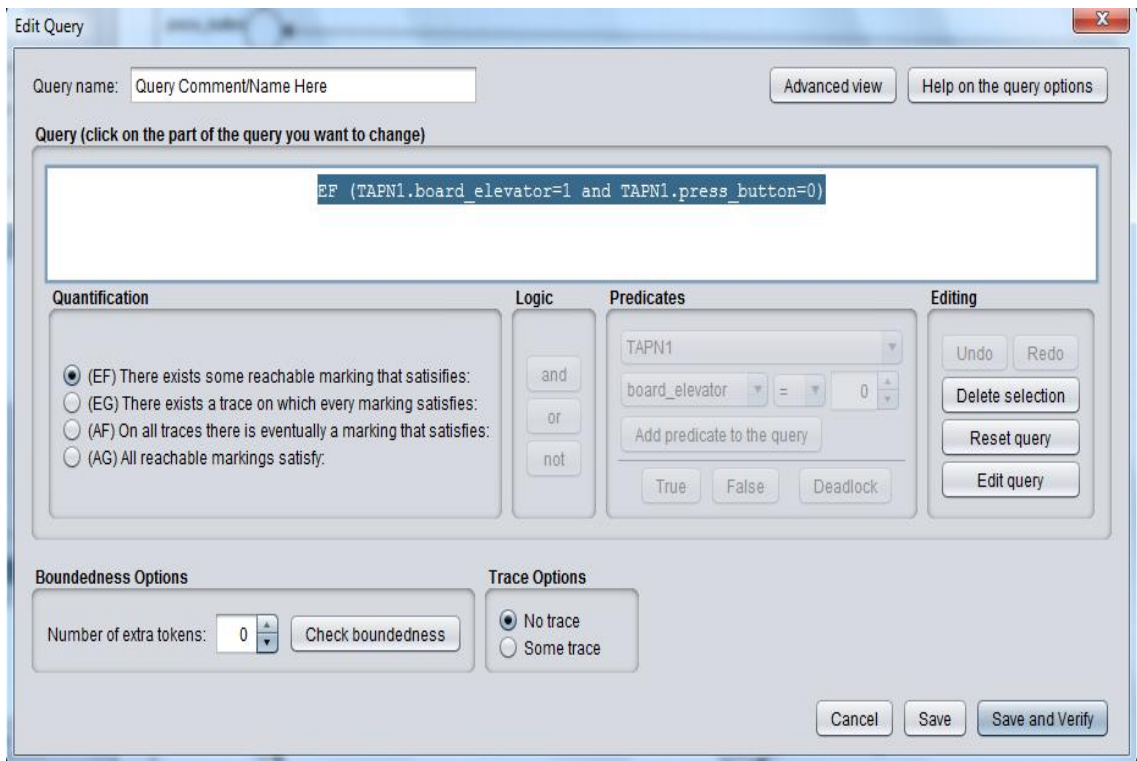 Edit Query
Query name: Query Comment/Name Here Advanced view Help on the query options
Query (click on the part of the query you want to change)
EF (TAPN1.board_elevator=1 and TAPN1.press_button=0)
Quantification
(EF) There exists some reachable marking that satisifies:
(EG) There exists a trace on which every marking satisfies:
(AF) On all traces there is eventually a marking that satisfies:
(AG) All reachable markings satisfy:
Logic
and
or
not
Predicates
TAPN1
board_elevator = 0
Add predicate to the query
True False Deadlock
Editing
Undo Redo
Delete selection
Reset query
Edit query
Boundedness Options
Number of extra tokens: 0 Check boundedness
Trace Options
No trace
Some trace
Cancel Save Save and Verify